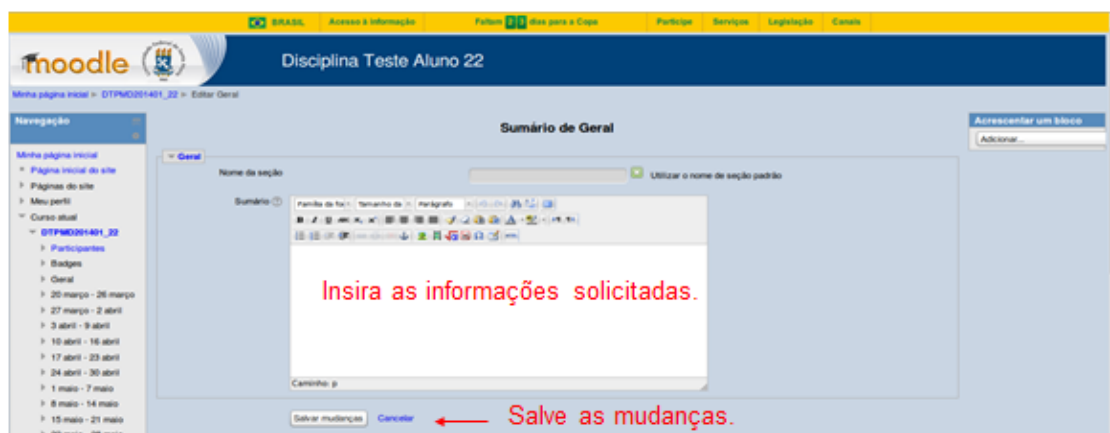 BRASIL Acesso à informação Faltam dias para a Copa Participe Serviços Legislação Canais
moodle Disciplina Teste Aluno 22
Minha página inicial ► DTPMD201401_22 ► Editar Geral
Navegação
Minha página inicial
Página inicial do site
Páginas do site
Meu perfil
Curso atual
DTPMD201401_22
Participantes
Badges
Geral
20 março - 26 março
27 março - 2 abril
3 abril - 9 abril
10 abril - 16 abril
17 abril - 23 abril
24 abril - 30 abril
1 maio - 7 maio
8 maio - 14 maio
15 maio - 21 maio
Sumário de Geral
Geral
Nome da seção Utilizar o nome de seção padrão
Sumário Família da fo Tamanho da Parágrafo
Insira as informações solicitadas.
Caminho: p
Salvar mudanças Cancelar Salve as mudanças.
Acrescentar um bloco
Adicionar...